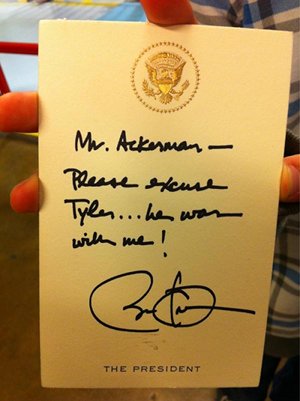 Mr. Ackerman —
Please excuse
Tyler...he was
with me!
THE PRESIDENT